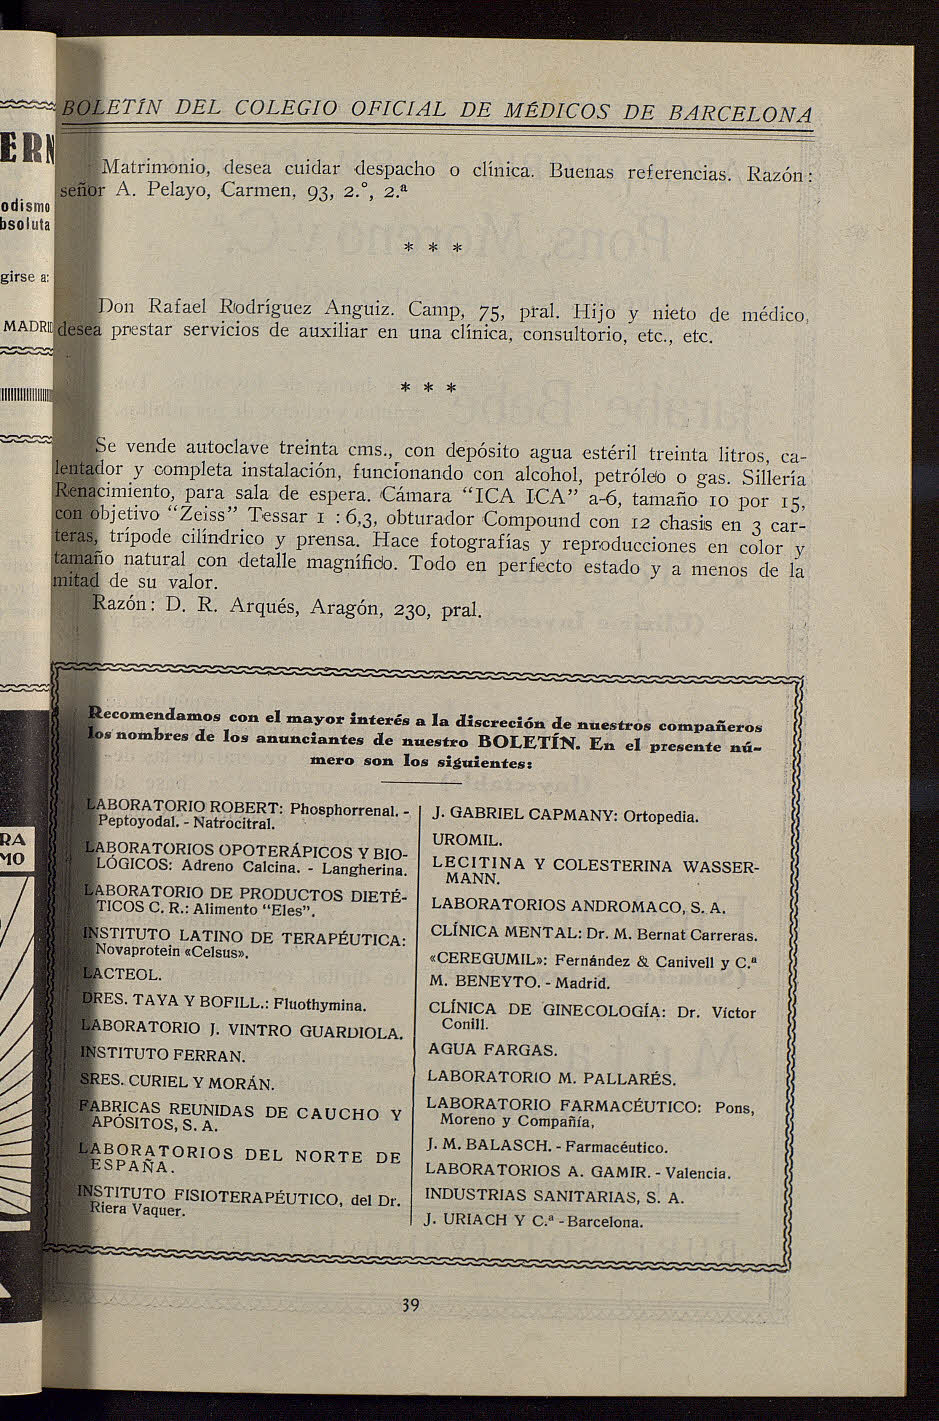 BOLETÍN DEL COLEGIO OFICIAL DE MÉDICOS DE BARCELONA
Matrimonio, desea cuidar despacho o clínica. Buenas referencias. Razón:
señor A. Pelayo, Carmen, 93, 2.°, 2.ª
* * *
Don Rafael Rodríguez Anguiz. Camp, 75, pral. Hijo y nieto de médico,
desea prestar servicios de auxiliar en una clínica, consultorio, etc., etc.
* * *
Se vende autoclave treinta cms., con depósito agua estéril treinta litros, ca-
lentador y completa instalación, funcionando con alcohol, petróleo o gas. Sillería
Renacimiento, para sala de espera. Cámara "ICA ICA" a-6, tamaño 10 por 15,
con objetivo "Zeiss" Tessar 1 : 6,3, obturador Compound con 12 chasis en 3 car-
teras, trípode cilíndrico y prensa. Hace fotografías y reproducciones en color y
tamaño natural con detalle magnífico. Todo en perfecto estado y a menos de la
mitad de su valor.
Razón: D. R. Arqués, Aragón, 230, pral.
Recomendamos con el mayor interés a la discreción de nuestros compañeros
los nombres de los anunciantes de nuestro BOLETÍN. En el presente nú-
mero son los siguientes:
LABORATORIO ROBERT: Phosphorrenal. -
Peptoyodal. - Natrocitral.
LABORATORIOS OPOTERÁPICOS Y BIO-
LÓGICOS: Adreno Calcina. - Langherina.
LABORATORIO DE PRODUCTOS DIETÉ-
TICOS C. R.: Alimento "Eles".
INSTITUTO LATINO DE TERAPÉUTICA:
Novaprotein «Celsus».
LACTEOL.
DRES. TAYA Y BOFILL.: Fluothymina.
LABORATORIO J. VINTRO GUARDIOLA.
INSTITUTO FERRAN.
SRES. CURIEL Y MORÁN.
FABRICAS REUNIDAS DE CAUCHO Y
APÓSITOS, S. A.
LABORATORIOS DEL NORTE DE
ESPAÑA.
INSTITUTO FISIOTERAPÉUTICO, del Dr.
Riera Vaquer.
J. GABRIEL CAPMANY: Ortopedia.
UROMIL.
LECITINA Y COLESTERINA WASSER-
MANN.
LABORATORIOS ANDROMACO, S. A.
CLÍNICA MENTAL: Dr. M. Bernat Carreras.
«CEREGUMIL»: Fernández & Canivell y C.ª
M. BENEYTO. - Madrid.
CLÍNICA DE GINECOLOGÍA: Dr. Víctor
Conill.
AGUA FARGAS.
LABORATORIO M. PALLARÉS.
LABORATORIO FARMACÉUTICO: Pons,
Moreno y Compañía,
J. M. BALASCH. - Farmacéutico.
LABORATORIOS A. GAMIR. - Valencia.
INDUSTRIAS SANITARIAS, S. A.
J. URIACH Y C.ª - Barcelona.
39
ERN
odismo
bsoluta
girse a:
MADRID
RA
MO